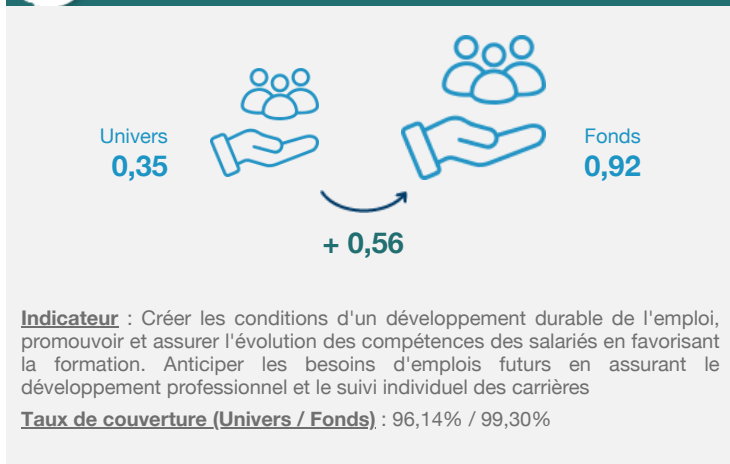 Univers
0,35
Fonds
0,92
+ 0,56
Indicateur : Créer les conditions d'un développement durable de l'emploi,
promouvoir et assurer l'évolution des compétences des salariés en favorisant
la formation. Anticiper les besoins d'emplois futurs en assurant le
développement professionnel et le suivi individuel des carrières
Taux de couverture (Univers / Fonds) : 96,14% / 99,30%